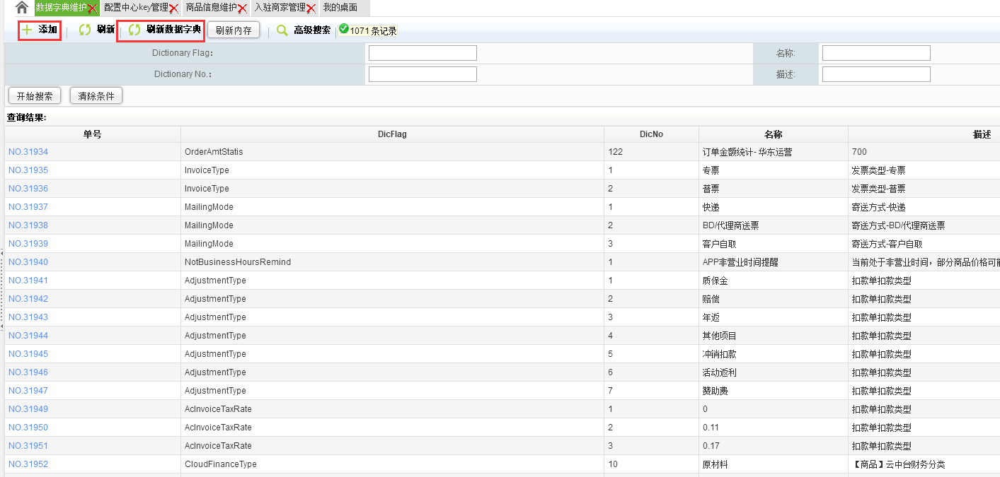 数据字典维护 配置中心key管理 商品信息维护 入驻商家管理 我的桌面
添加 刷新 刷新数据字典 刷新内存 高级搜索 1071 条记录
Dictionary Flag： 名称:
Dictionary No.： 描述:
开始搜索 清除条件
查询结果:
单号 DicFlag DicNo 名称 描述
NO.31934 OrderAmtStatis 122 订单金额统计- 华东运营 700
NO.31935 InvoiceType 1 专票 发票类型-专票
NO.31936 InvoiceType 2 普票 发票类型-普票
NO.31937 MailingMode 1 快递 寄送方式-快递
NO.31938 MailingMode 2 BD/代理商送票 寄送方式-BD/代理商送票
NO.31939 MailingMode 3 客户自取 寄送方式-客户自取
NO.31940 NotBusinessHoursRemind 1 APP非营业时间提醒 当前处于非营业时间，部分商品价格可能
NO.31941 AdjustmentType 1 质保金 扣款单扣款类型
NO.31942 AdjustmentType 2 赔偿 扣款单扣款类型
NO.31943 AdjustmentType 3 年返 扣款单扣款类型
NO.31944 AdjustmentType 4 其他项目 扣款单扣款类型
NO.31945 AdjustmentType 5 冲销扣款 扣款单扣款类型
NO.31946 AdjustmentType 6 活动返利 扣款单扣款类型
NO.31947 AdjustmentType 7 赞助费 扣款单扣款类型
NO.31949 AcInvoiceTaxRate 1 0 扣款单扣款类型
NO.31950 AcInvoiceTaxRate 2 0.11 扣款单扣款类型
NO.31951 AcInvoiceTaxRate 3 0.17 扣款单扣款类型
NO.31952 CloudFinanceType 10 原材料 【商品】云中台财务分类